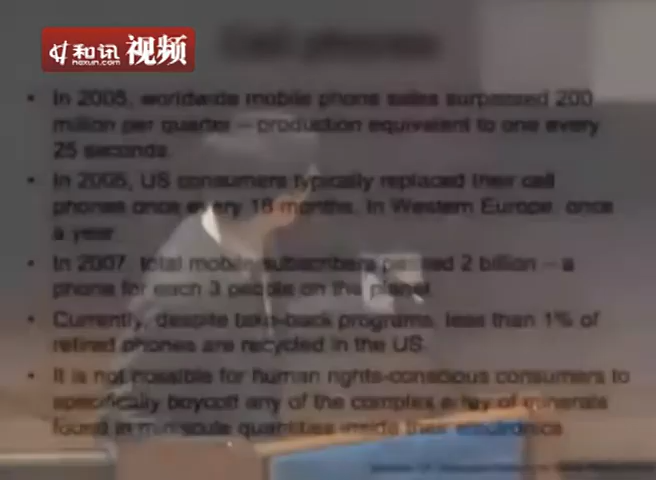 和讯 视频
hexun.com
Cell phones
• In 2005, worldwide mobile phone sales surpassed 200
million per quarter – production equivalent to one every
25 seconds
• In 2005, US consumers typically replaced their cell
phones once every 18 months. In Western Europe, once
a year
• In 2007, total mobile subscribers passed 2 billion – a
phone for each 3 people on the planet
• Currently, despite take-back programs, less than 1% of
retired phones are recycled in the US.
• It is not possible for human rights-conscious consumers to
specifically boycott any of the complex array of minerals
found in miniscule quantities inside their electronics